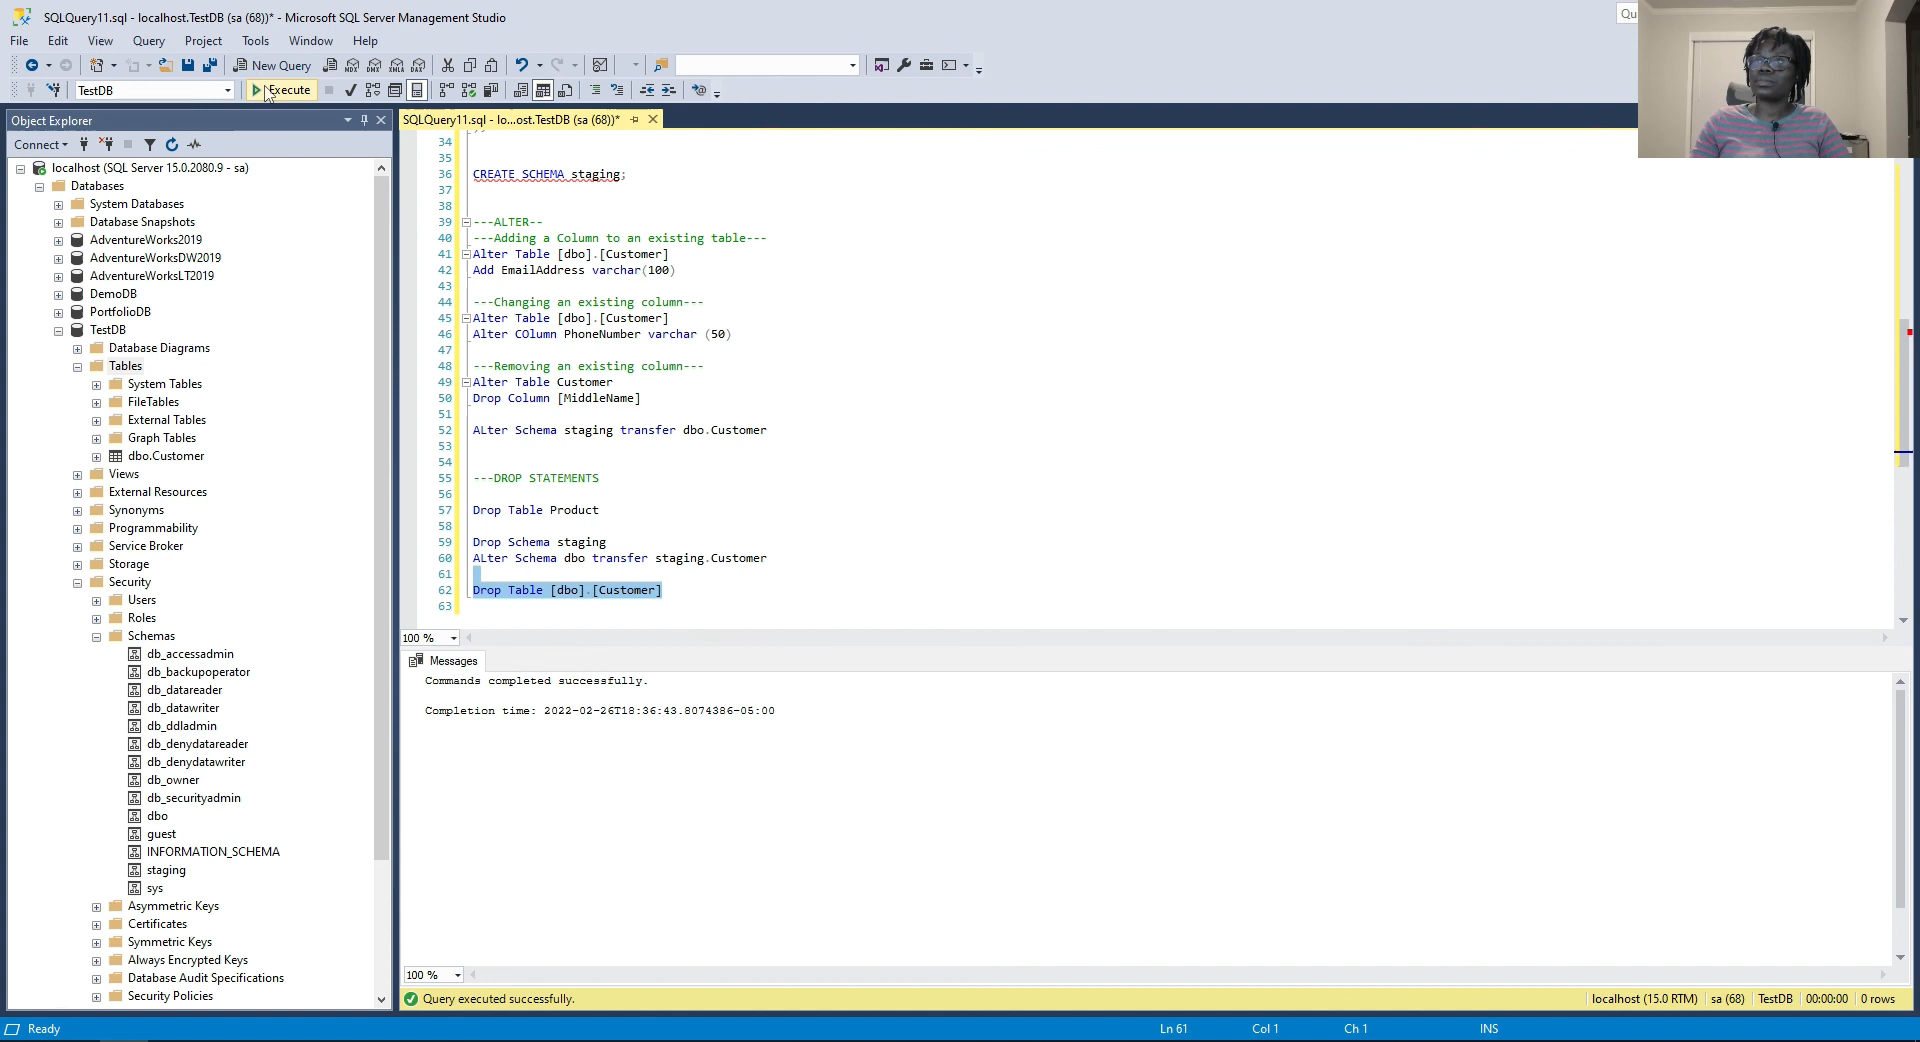 SQLQuery11.sql - localhost.TestDB (sa (68))* - Microsoft SQL Server Management Studio
Qu
File Edit View Query Project Tools Window Help
New Query
TestDB
Execute
Object Explorer
Connect
localhost (SQL Server 15.0.2080.9 - sa)
Databases
System Databases
Database Snapshots
AdventureWorks2019
AdventureWorksDW2019
AdventureWorksLT2019
DemoDB
PortfolioDB
TestDB
Database Diagrams
Tables
System Tables
FileTables
External Tables
Graph Tables
dbo.Customer
Views
External Resources
Synonyms
Programmability
Service Broker
Storage
Security
Users
Roles
Schemas
db_accessadmin
db_backupoperator
db_datareader
db_datawriter
db_ddladmin
db_denydatareader
db_denydatawriter
db_owner
db_securityadmin
dbo
guest
INFORMATION_SCHEMA
staging
sys
Asymmetric Keys
Certificates
Symmetric Keys
Always Encrypted Keys
Database Audit Specifications
Security Policies
SQLQuery11.sql - lo...ost.TestDB (sa (68))*
34
35
36 CREATE SCHEMA staging;
37
38
39 ---ALTER--
40 ---Adding a Column to an existing table---
41 Alter Table [dbo].[Customer]
42 Add EmailAddress varchar(100)
43
44 ---Changing an existing column---
45 Alter Table [dbo].[Customer]
46 Alter COlumn PhoneNumber varchar (50)
47
48 ---Removing an existing column---
49 Alter Table Customer
50 Drop Column [MiddleName]
51
52 ALter Schema staging transfer dbo.Customer
53
54
55 ---DROP STATEMENTS
56
57 Drop Table Product
58
59 Drop Schema staging
60 ALter Schema dbo transfer staging.Customer
61
62 Drop Table [dbo].[Customer]
63
100 %
Messages
Commands completed successfully.
Completion time: 2022-02-26T18:36:43.8074386-05:00
100 %
Query executed successfully.
localhost (15.0 RTM) sa (68) TestDB 00:00:00 0 rows
Ready
Ln 61 Col 1 Ch 1 INS